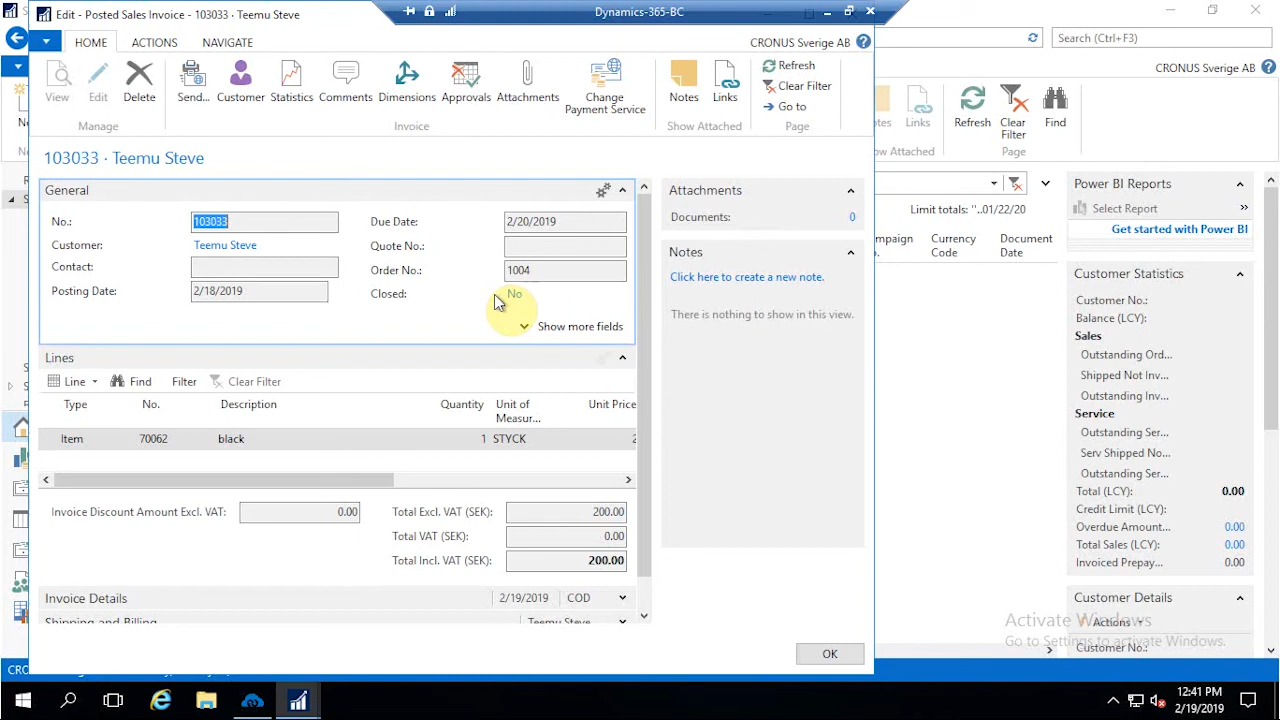 Edit - Posted Sales Invoice - 103033 · Teemu Steve
Dynamics-365-BC
HOME ACTIONS NAVIGATE
CRONUS Sverige AB
View
Edit
Delete
Manage
Send...
Customer
Statistics
Comments
Dimensions
Approvals
Attachments
Change Payment Service
Invoice
Notes
Links
Show Attached
Refresh
Clear Filter
Go to
Page
103033 · Teemu Steve
General
No.: 103033
Customer: Teemu Steve
Contact:
Posting Date: 2/18/2019
Due Date: 2/20/2019
Quote No.:
Order No.: 1004
Closed: No
Show more fields
Lines
Line Find Filter Clear Filter
Type No. Description Quantity Unit of Measur... Unit Price
Item 70062 black 1 STYCK 2
Invoice Discount Amount Excl. VAT: 0.00
Total Excl. VAT (SEK): 200.00
Total VAT (SEK): 0.00
Total Incl. VAT (SEK): 200.00
Invoice Details 2/19/2019 COD
Shipping and Billing Teemu Steve
OK
Attachments
Documents: 0
Notes
Click here to create a new note.
There is nothing to show in this view.
Search (Ctrl+F3)
CRONUS Sverige AB
Links
Refresh
Clear Filter
Find
ow Attached
Page
Limit totals: ''..01/22/20
mpaign No.
Currency Code
Document Date
Power BI Reports
Select Report
Get started with Power BI
Customer Statistics
Customer No.:
Balance (LCY):
Sales
Outstanding Ord...
Shipped Not Inv...
Outstanding Inv...
Service
Outstanding Ser...
Serv Shipped No...
Outstanding Ser...
Total (LCY): 0.00
Credit Limit (LCY):
Overdue Amount... 0.00
Total Sales (LCY): 0.00
Invoiced Prepay... 0.00
Customer Details
Actions
Customer No.:
Activate Windows
Go to Settings to activate Windows.
CRO
12:41 PM
2/19/2019